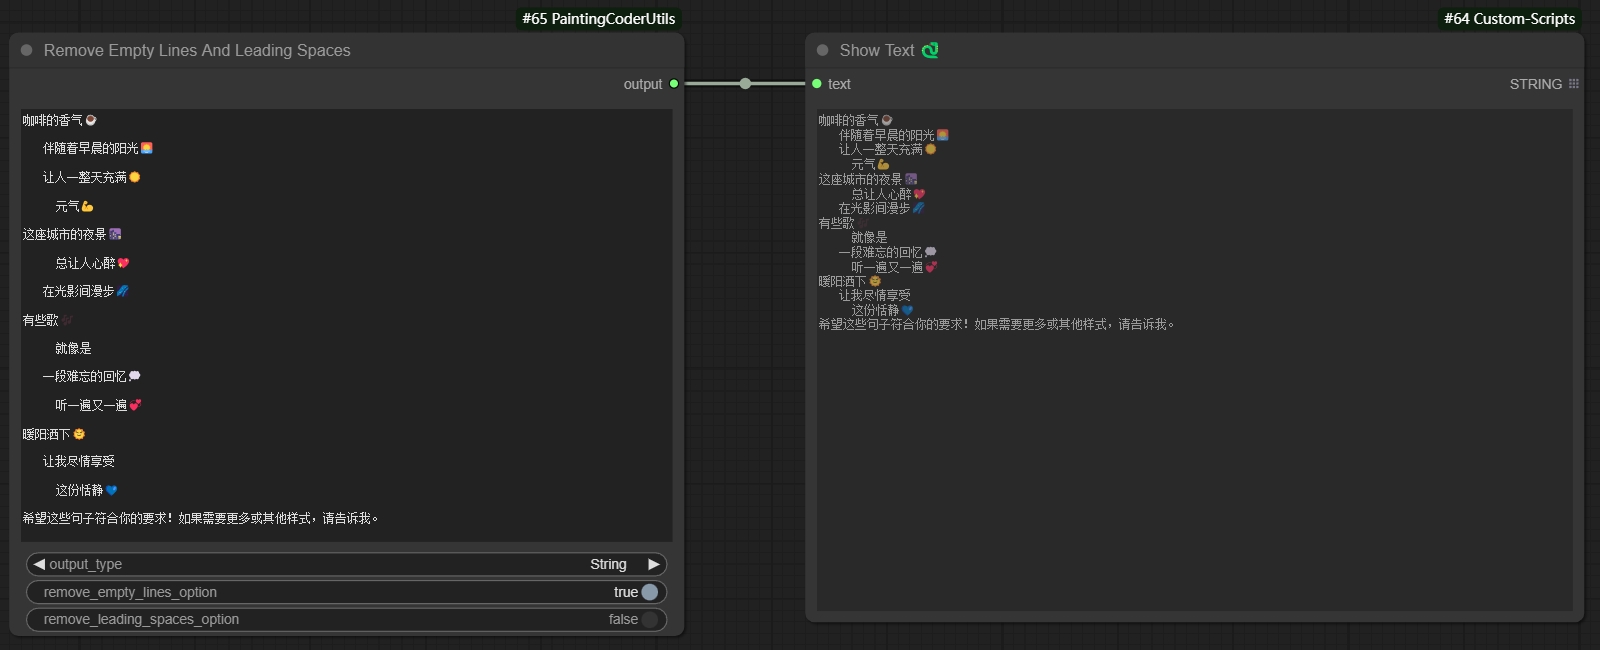 #65 PaintingCoderUtils
Remove Empty Lines And Leading Spaces
output
咖啡的香气☕
伴随着早晨的阳光🌅
让人一整天充满🌞
元气💪
这座城市的夜景🌌
总让人心醉💖
在光影间漫步🌌
有些歌🎶
就像是
一段难忘的回忆💭
听一遍又一遍💞
暖阳洒下🌞
让我尽情享受
这份恬静💙
希望这些句子符合你的要求！如果需要更多或其他样式，请告诉我。
output_type String
remove_empty_lines_option true
remove_leading_spaces_option false
#64 Custom-Scripts
Show Text
text STRING
咖啡的香气☕
伴随着早晨的阳光🌅
让人一整天充满🌞
元气💪
这座城市的夜景🌌
总让人心醉💖
在光影间漫步🌌
有些歌
就像是
一段难忘的回忆💭
听一遍又一遍💞
暖阳洒下🌞
让我尽情享受
这份恬静💙
希望这些句子符合你的要求！如果需要更多或其他样式，请告诉我。